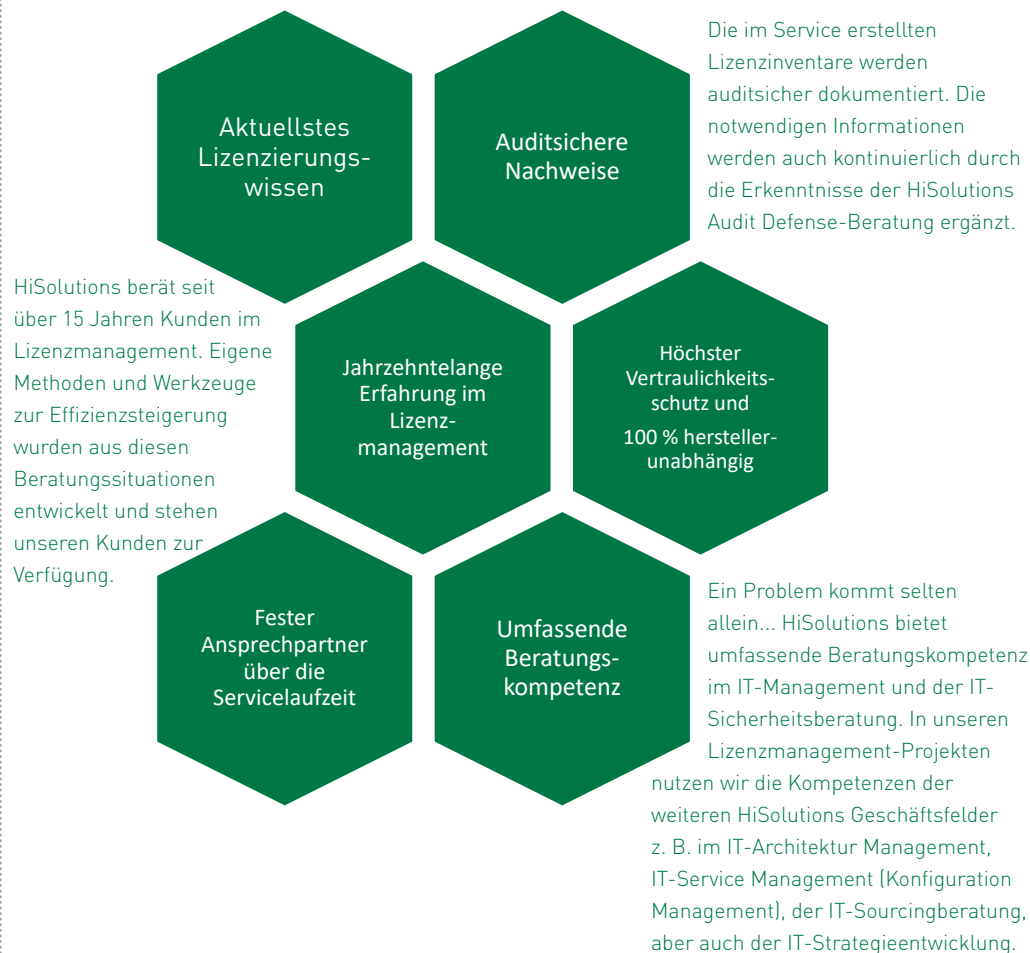 Aktuellstes
Lizenzierungs-
wissen
Auditsichere
Nachweise
Die im Service erstellten
Lizenzinventare werden
auditsicher dokumentiert. Die
notwendigen Informationen
werden auch kontinuierlich durch
die Erkenntnisse der HiSolutions
Audit Defense-Beratung ergänzt.
HiSolutions berät seit
über 15 Jahren Kunden im
Lizenzmanagement. Eigene
Methoden und Werkzeuge
zur Effizienzsteigerung
wurden aus diesen
Beratungssituationen
entwickelt und stehen
unseren Kunden zur
Verfügung.
Jahrzehntelange
Erfahrung im
Lizenz-
management
Höchster
Vertraulichkeits-
schutz und
100 % hersteller-
unabhängig
Fester
Ansprechpartner
über die
Servicelaufzeit
Umfassende
Beratungs-
kompetenz
Ein Problem kommt selten
allein... HiSolutions bietet
umfassende Beratungskompetenz
im IT-Management und der IT-
Sicherheitsberatung. In unseren
Lizenzmanagement-Projekten
nutzen wir die Kompetenzen der
weiteren HiSolutions Geschäftsfelder
z. B. im IT-Architektur Management,
IT-Service Management (Konfiguration
Management), der IT-Sourcingberatung,
aber auch der IT-Strategieentwicklung.